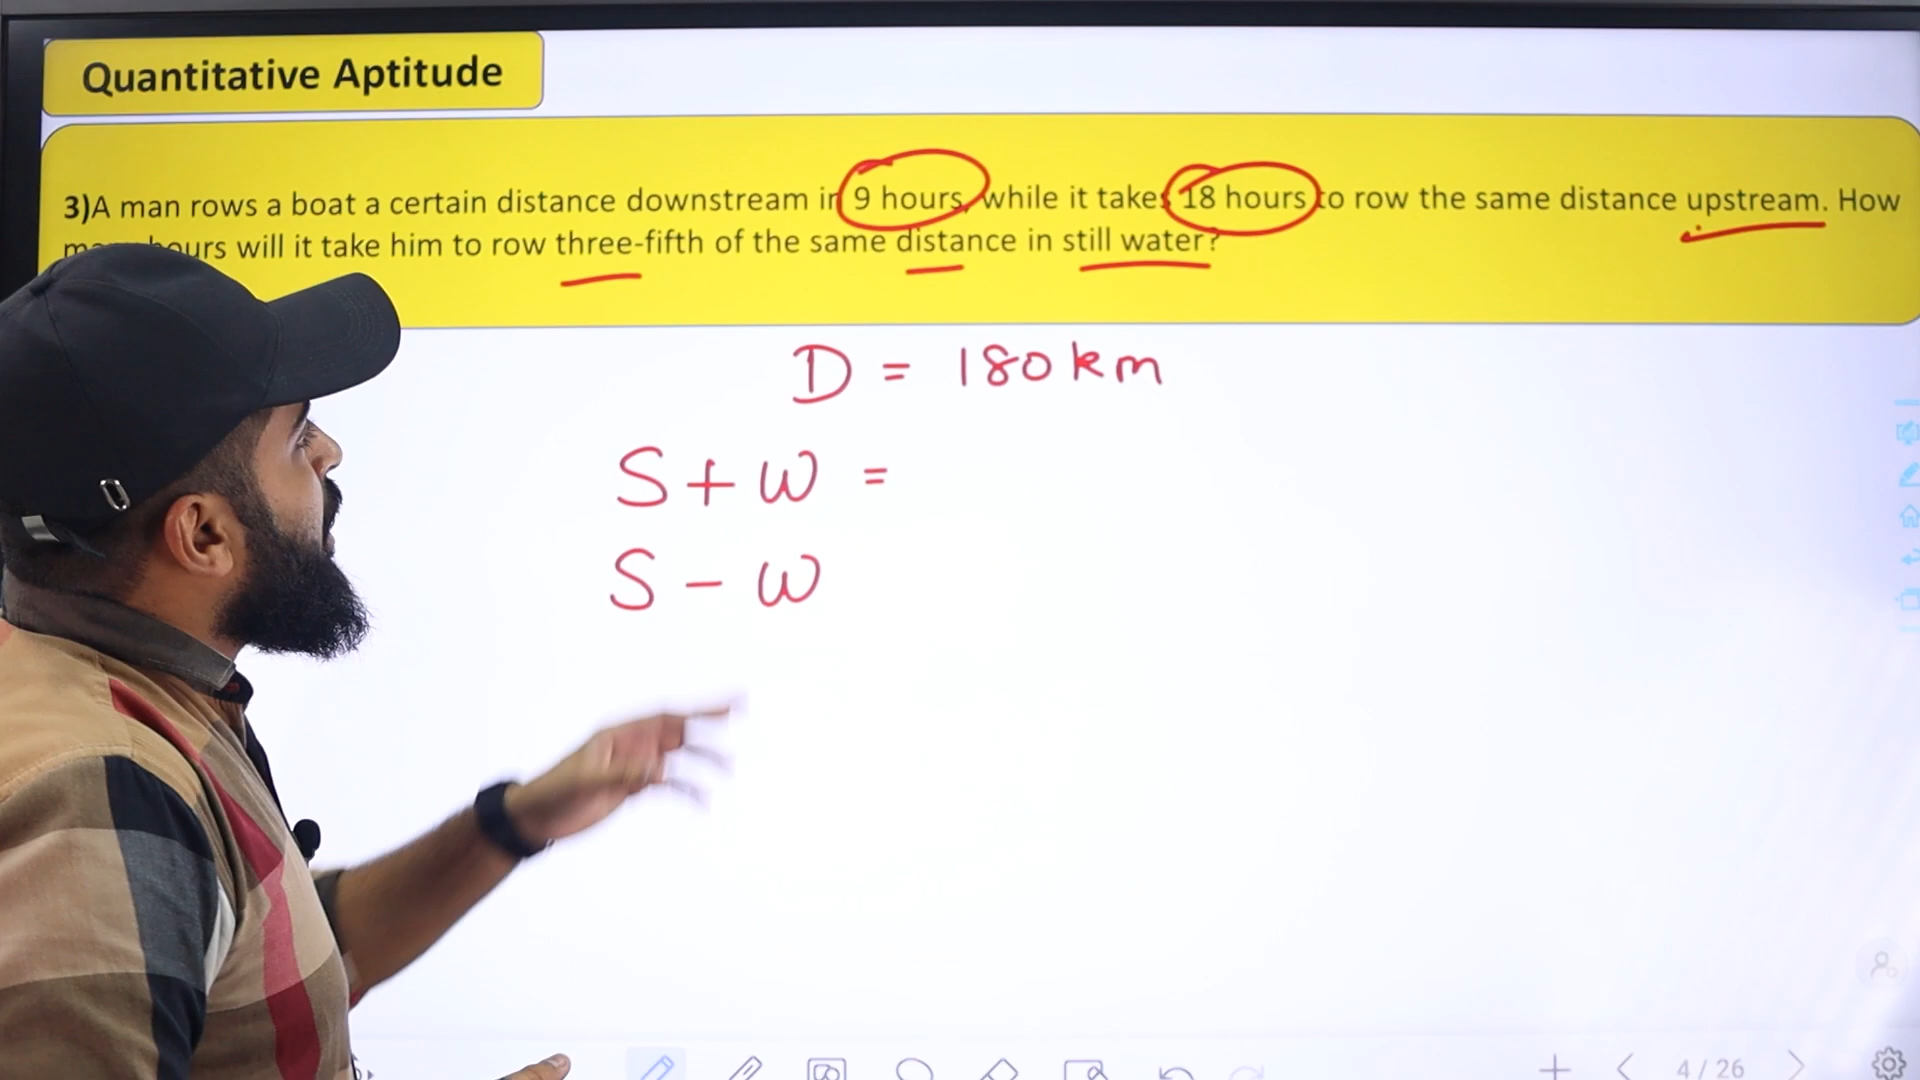 Quantitative Aptitude
3)A man rows a boat a certain distance downstream in 9 hours, while it takes 18 hours to row the same distance upstream. How
hours will it take him to row three-fifth of the same distance in still water?
D = 180 km
S + W =
S - W
4 / 26